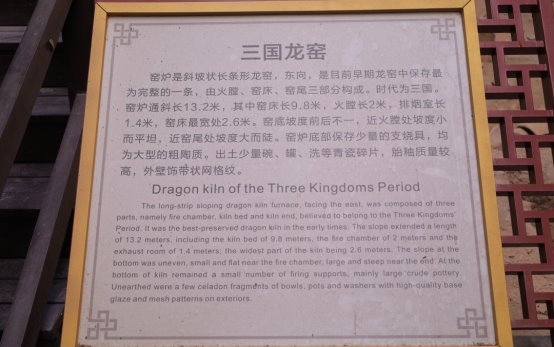 三国龙窑
窑炉是斜坡状长条形龙窑，东向，是目前早期龙窑中保存最
为完整的一条，由火膛、窑床、窑尾三部分构成。时代为三国。
窑炉通斜长13.2米，其中窑床长9.8米，火膛长2米，排烟室长
1.4米，窑床最宽处2.6米。窑底坡度前后不一，近火膛处坡度小
而平坦，近窑尾处坡度大而陡。窑炉底部保存少量的支烧具，均
为大型的粗陶质。出土少量碗、罐、洗等青瓷碎片，胎釉质量较
高，外壁饰带状网格纹。
Dragon kiln of the Three Kingdoms Period
The long-strip sloping dragon kiln furnace, facing the east, was composed of three
parts, namely fire chamber, kiln bed and kiln end, believed to belong to the Three Kingdoms'
Period. It was the best-preserved dragon kiln in the early times. The slope extended a length
of 13.2 meters, including the kiln bed of 9.8 meters, the fire chamber of 2 meters and the
exhaust room of 1.4 meters; the widest part of the kiln being 2.6 meters. The slope at the
bottom was uneven, small and flat near the fire chamber, large and steep near the end. At the
bottom of kiln remained a small number of firing supports, mainly large crude pottery.
Unearthed were a few celadon fragments of bowls, pots and washers with high-quality base
glaze and mesh patterns on exteriors.